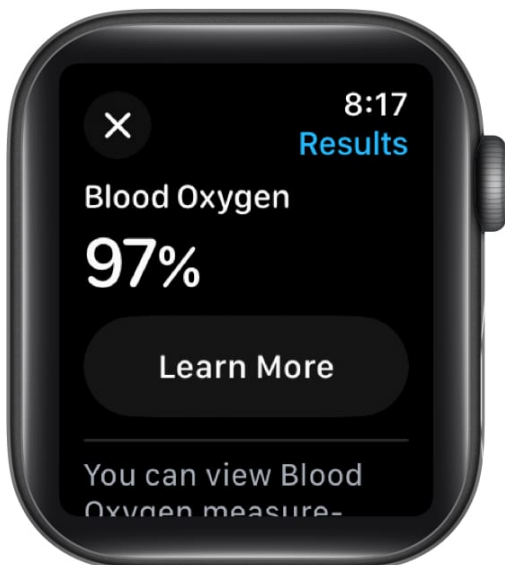 8:17
Results
Blood Oxygen
97%
Learn More
You can view Blood
Oxygen measure-